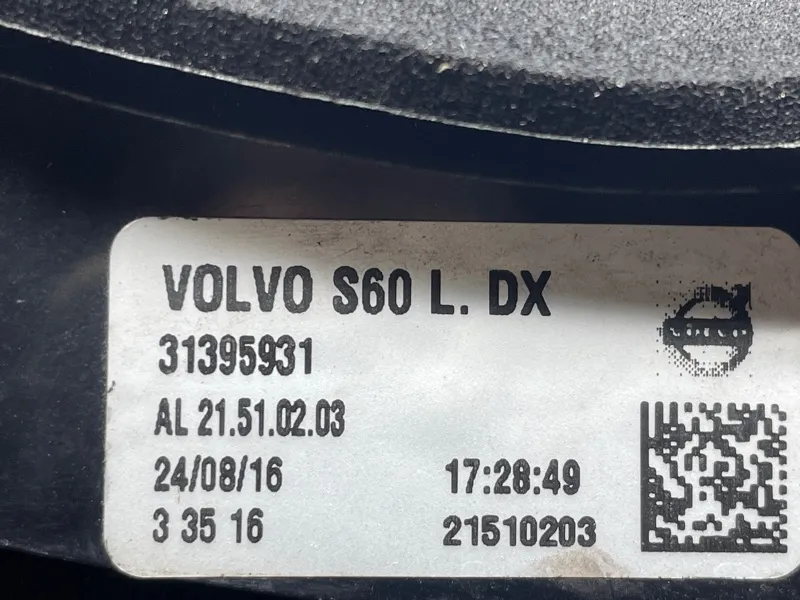 VOLVO S60 L. DX
31395931
VOLVO
AL 21.51.02.03
24/08/16 17:28:49
3 35 16 21510203